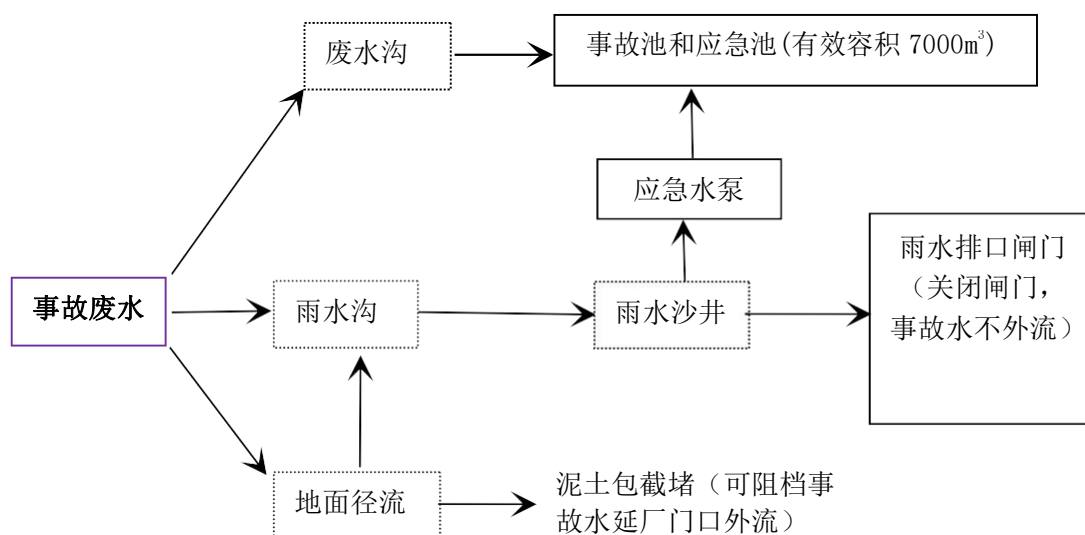 废水沟
事故池和应急池(有效容积 7000m³)
应急水泵
雨水排口闸门
（关闭闸门，
事故水不外流）
事故废水
雨水沟
雨水沙井
地面径流
泥土包截堵（可阻档事
故水延厂门口外流）